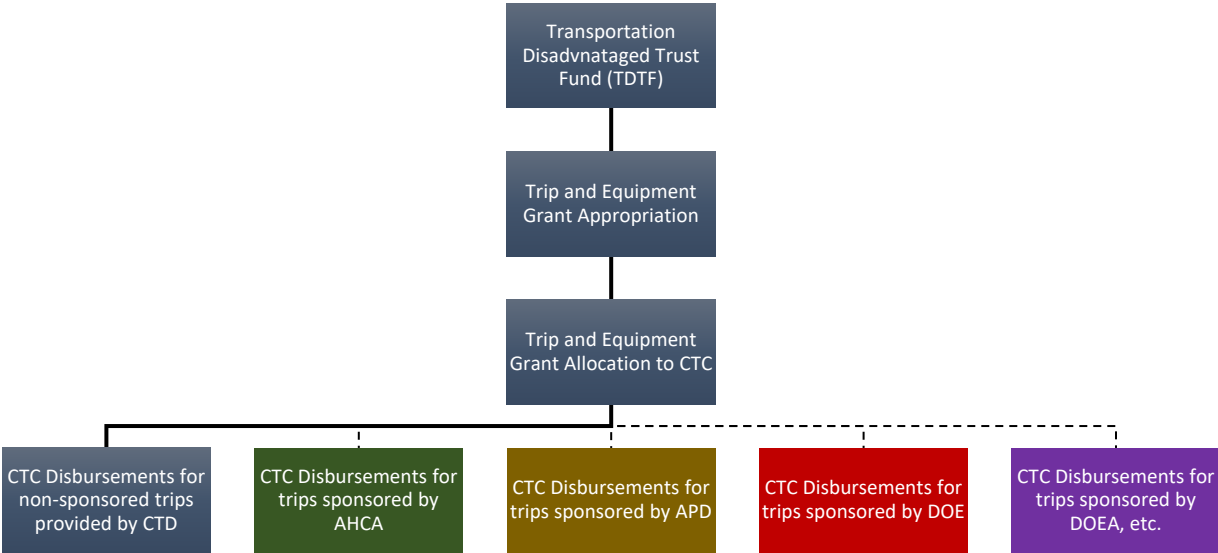 Transportation
Disadvnataged Trust
Fund (TDTF)
Trip and Equipment
Grant Appropriation
Trip and Equipment
Grant Allocation to CTC
CTC Disbursements for
non-sponsored trips
provided by CTD
CTC Disbursements for
trips sponsored by
AHCA
CTC Disbursements for
trips sponsored by APD
CTC Disbursements for
trips sponsored by DOE
CTC Disbursements for
trips sponsored by
DOEA, etc.